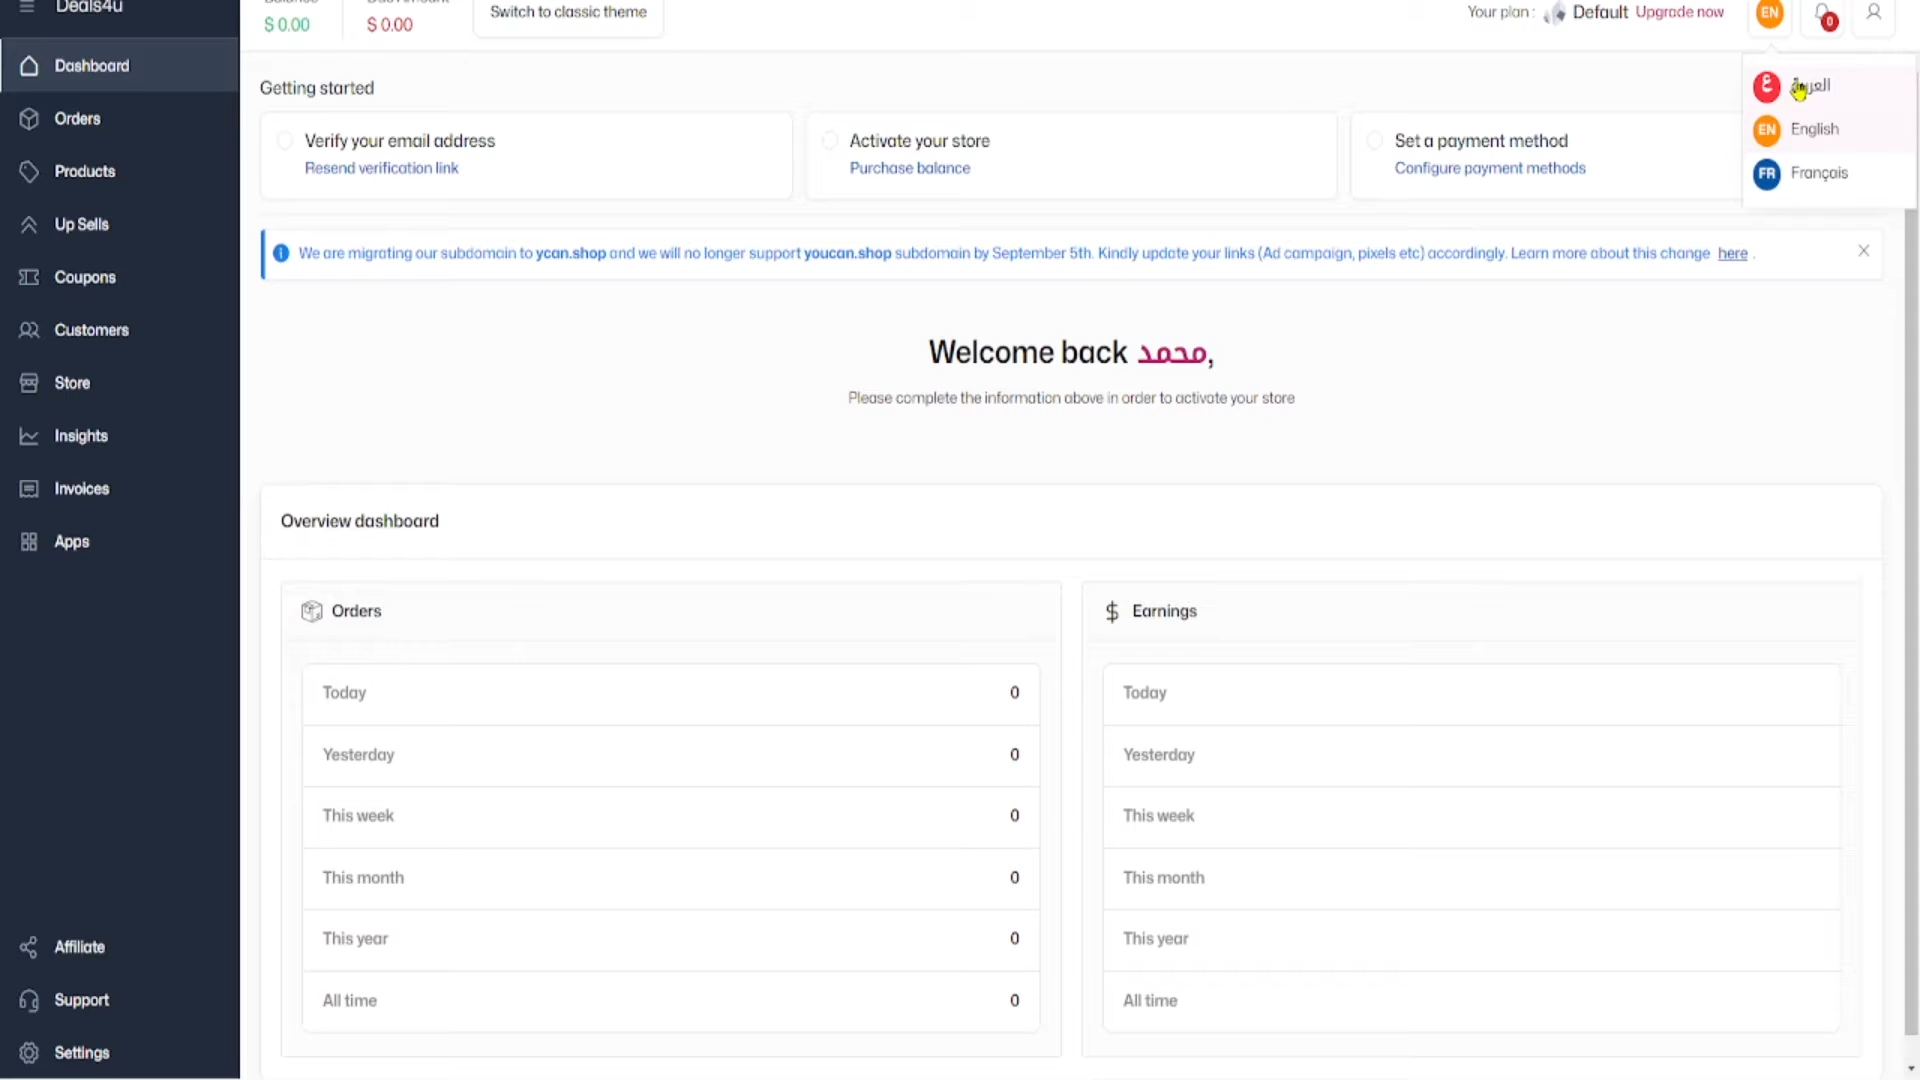 Deals4u
Balance
$ 0.00
Due Amount
$ 0.00
Switch to classic theme
Your plan : Default Upgrade now
EN
0
ع العربية
EN English
FR Français
Dashboard
Orders
Products
Up Sells
Coupons
Customers
Store
Insights
Invoices
Apps
Affiliate
Support
Settings
Getting started
Verify your email address
Resend verification link
Activate your store
Purchase balance
Set a payment method
Configure payment methods
We are migrating our subdomain to ycan.shop and we will no longer support youcan.shop subdomain by September 5th. Kindly update your links (Ad campaign, pixels etc) accordingly. Learn more about this change here .
Welcome back محمد,
Please complete the information above in order to activate your store
Overview dashboard
Orders
Today 0
Yesterday 0
This week 0
This month 0
This year 0
All time 0
$ Earnings
Today
Yesterday
This week
This month
This year
All time